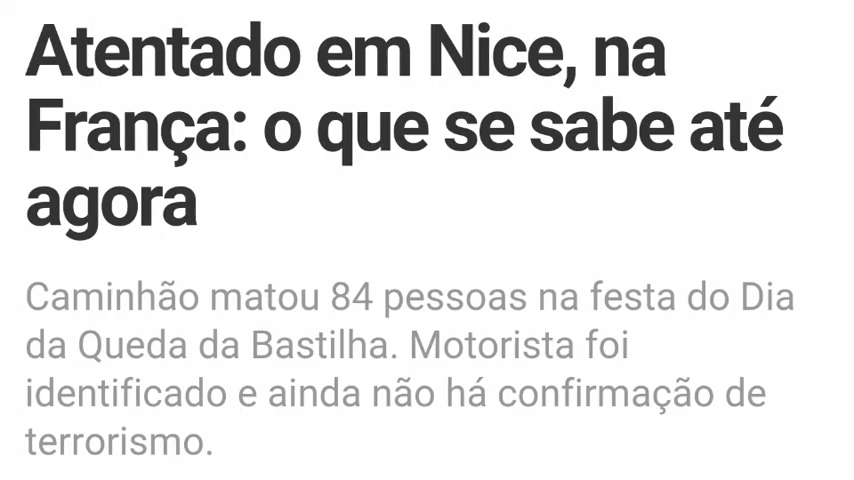 Atentado em Nice, na
França: o que se sabe até
agora
Caminhão matou 84 pessoas na festa do Dia
da Queda da Bastilha. Motorista foi
identificado e ainda não há confirmação de
terrorismo.